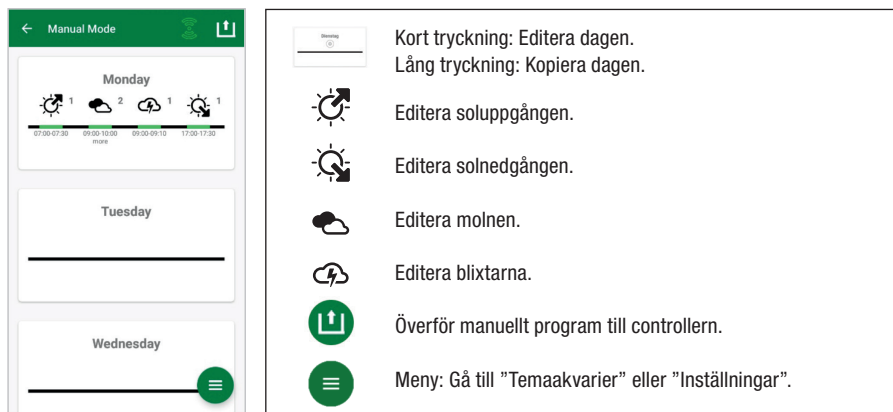 Manual Mode
Monday
1 2 1 1
07:00-07:30 09:00-10:00 09:00-09:10 17:00-17:30
more
Tuesday
Wednesday
Dienstag
Kort tryckning: Editera dagen.
Lång tryckning: Kopiera dagen.
Editera soluppgången.
Editera solnedgången.
Editera molnen.
Editera blixtarna.
Överför manuellt program till controllern.
Meny: Gå till ”Temaakvarier” eller ”Inställningar”.